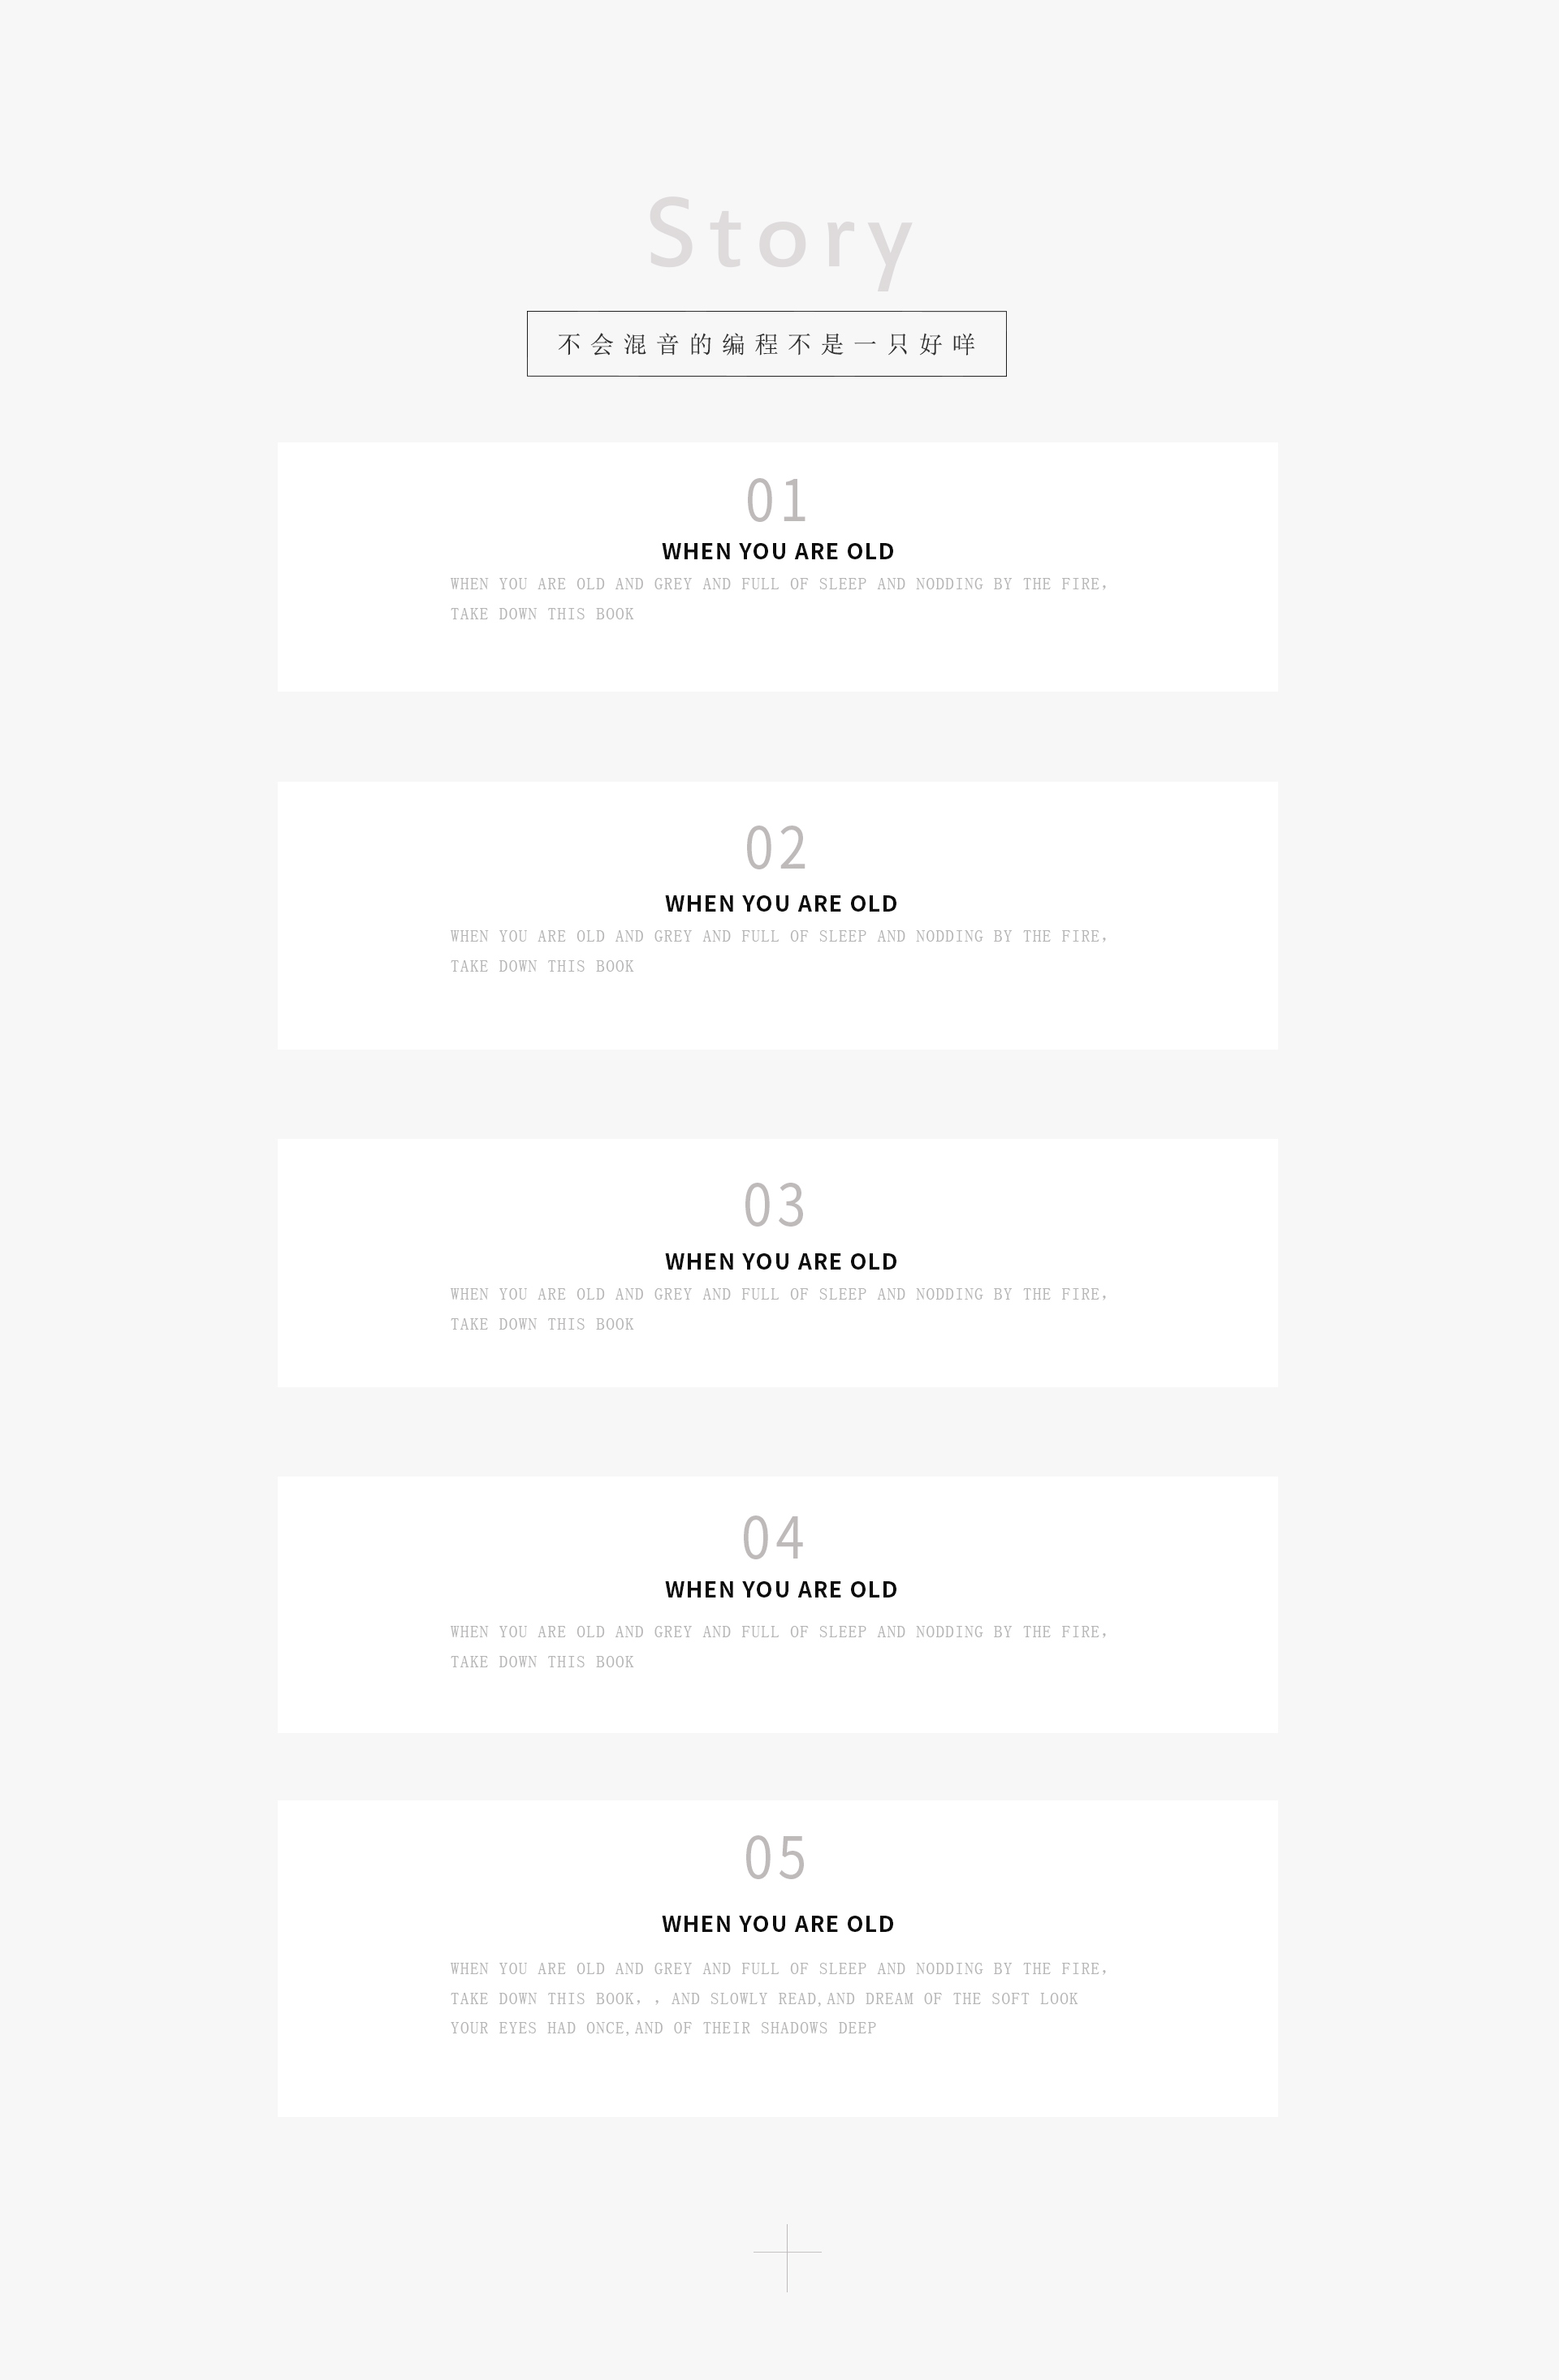 Story
不会混音的编程不是一只好咩
01
WHEN YOU ARE OLD
WHEN YOU ARE OLD AND GREY AND FULL OF SLEEP AND NODDING BY THE FIRE,
TAKE DOWN THIS BOOK
02
WHEN YOU ARE OLD
WHEN YOU ARE OLD AND GREY AND FULL OF SLEEP AND NODDING BY THE FIRE,
TAKE DOWN THIS BOOK
03
WHEN YOU ARE OLD
WHEN YOU ARE OLD AND GREY AND FULL OF SLEEP AND NODDING BY THE FIRE,
TAKE DOWN THIS BOOK
04
WHEN YOU ARE OLD
WHEN YOU ARE OLD AND GREY AND FULL OF SLEEP AND NODDING BY THE FIRE,
TAKE DOWN THIS BOOK
05
WHEN YOU ARE OLD
WHEN YOU ARE OLD AND GREY AND FULL OF SLEEP AND NODDING BY THE FIRE,
TAKE DOWN THIS BOOK, , AND SLOWLY READ,AND DREAM OF THE SOFT LOOK
YOUR EYES HAD ONCE,AND OF THEIR SHADOWS DEEP